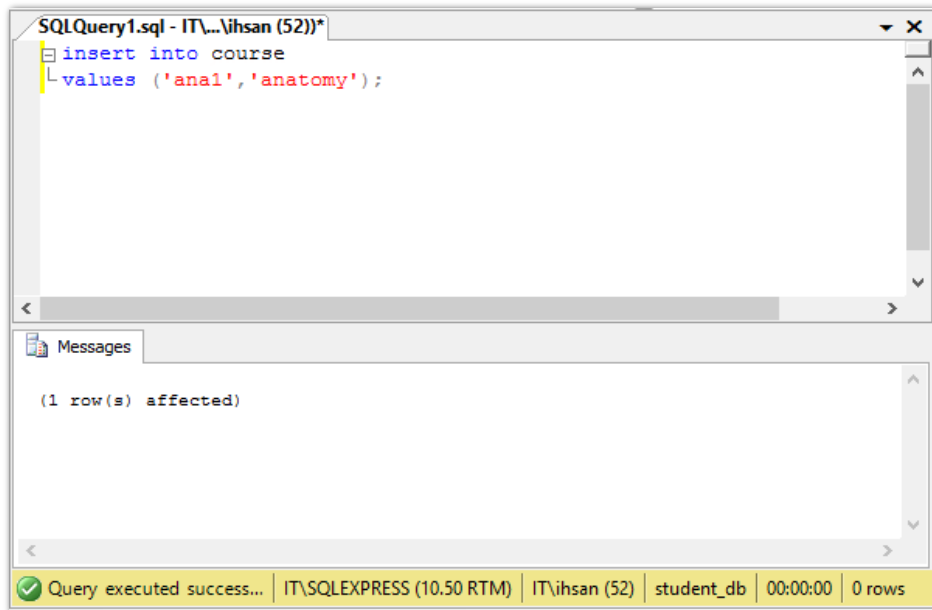 SQLQuery1.sql - IT\...\ihsan (52))*
insert into course
values ('ana1','anatomy');
Messages
(1 row(s) affected)
Query executed success... IT\SQLEXPRESS (10.50 RTM) IT\ihsan (52) student_db 00:00:00 0 rows